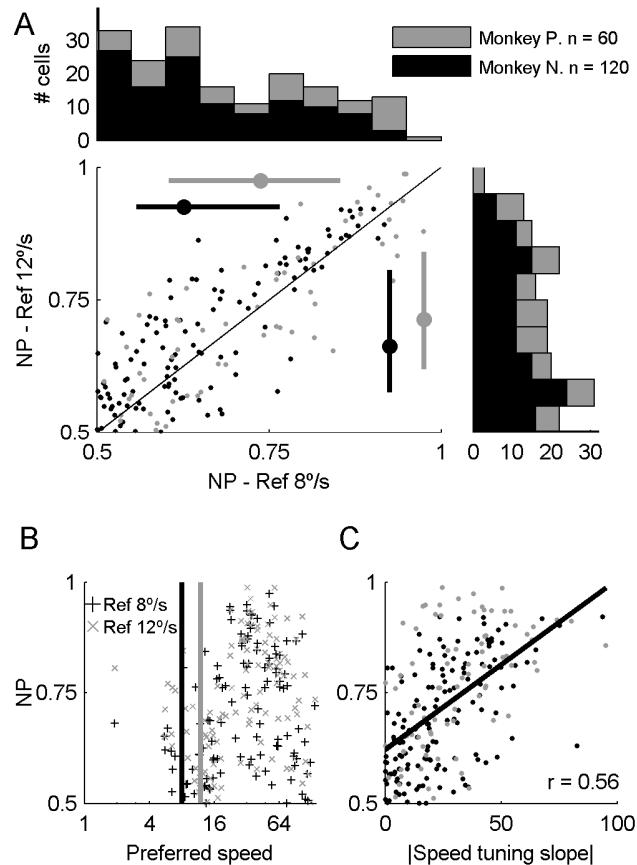 A
# cells
30
20
10
0
Monkey P. n = 60
Monkey N. n = 120
NP - Ref 12º/s
1
0.75
0.5
0.5
0.75
1
NP - Ref 8º/s
0
10
20
30
B
NP
1
0.75
0.5
+ Ref 8º/s
× Ref 12º/s
1
4
16
64
Preferred speed
C
1
0.75
0.5
r = 0.56
0
50
100
|Speed tuning slope|